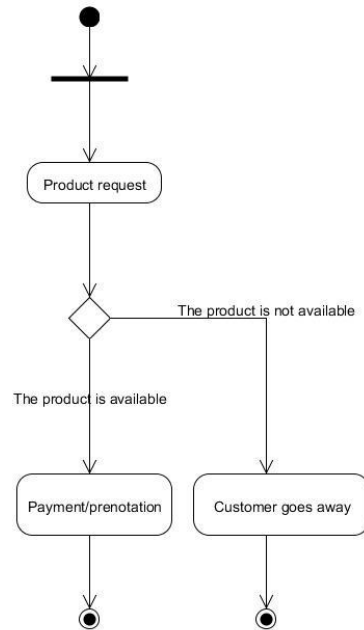 Product request
The product is not available
The product is available
Payment/prenotation
Customer goes away